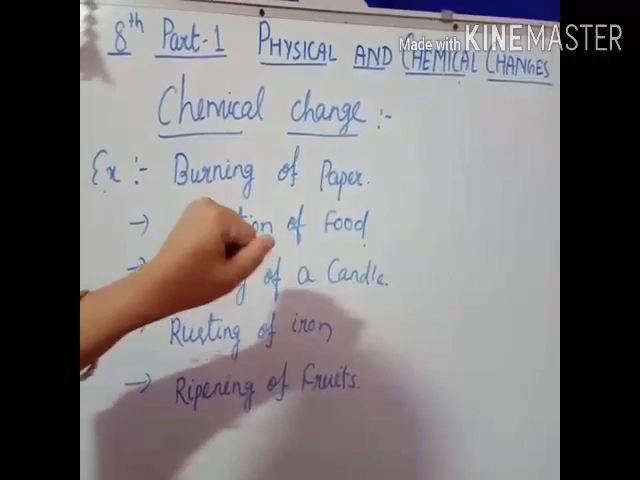 8th Part-1 PHYSICAL AND CHEMICAL CHANGES
Made with KINEMASTER
Chemical change :-
Ex :- Burning of Paper.
→ tion of Food
→ g of a Candle.
Rusting of iron
→ Ripening of Fruits.